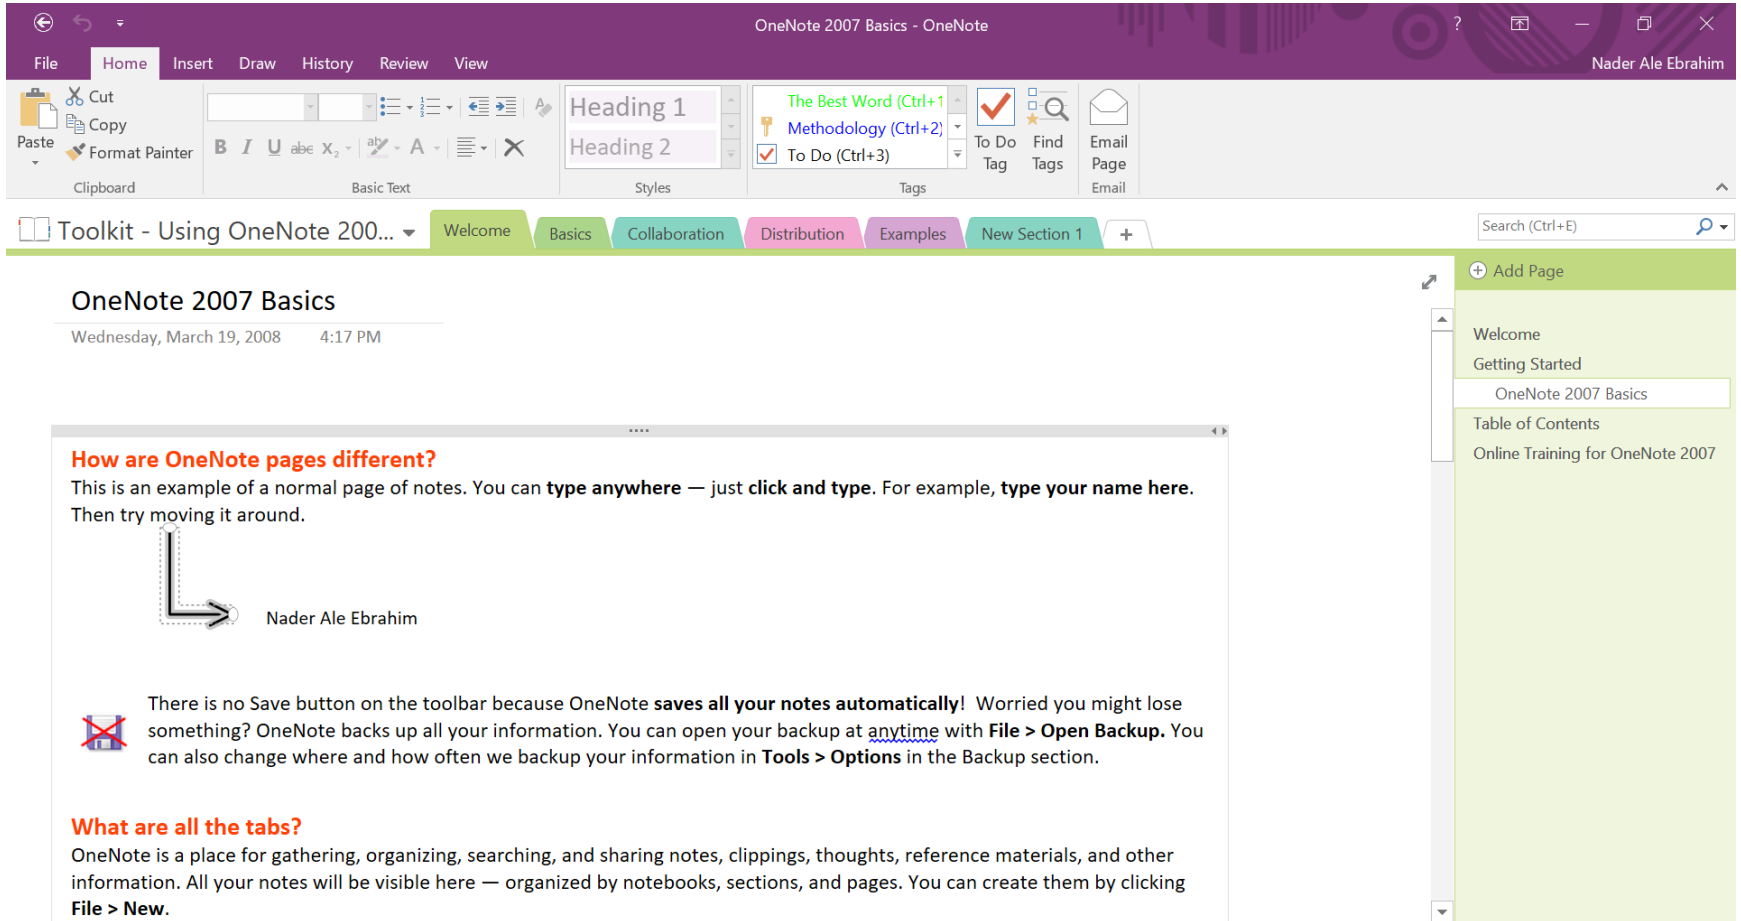 OneNote 2007 Basics - OneNote
?
File Home Insert Draw History Review View
Nader Ale Ebrahim
Paste
Cut
Copy
Format Painter
Clipboard
B I U abc X₂ A
Basic Text
Heading 1
Heading 2
Styles
The Best Word (Ctrl+1
Methodology (Ctrl+2)
To Do (Ctrl+3)
To Do
Tag
Find
Tags
Tags
Email
Page
Email
Toolkit - Using OneNote 200...
Welcome Basics Collaboration Distribution Examples New Section 1 +
Search (Ctrl+E)
OneNote 2007 Basics
Wednesday, March 19, 2008 4:17 PM
How are OneNote pages different?
This is an example of a normal page of notes. You can type anywhere — just click and type. For example, type your name here.
Then try moving it around.
Nader Ale Ebrahim
There is no Save button on the toolbar because OneNote saves all your notes automatically! Worried you might lose
something? OneNote backs up all your information. You can open your backup at anytime with File > Open Backup. You
can also change where and how often we backup your information in Tools > Options in the Backup section.
What are all the tabs?
OneNote is a place for gathering, organizing, searching, and sharing notes, clippings, thoughts, reference materials, and other
information. All your notes will be visible here — organized by notebooks, sections, and pages. You can create them by clicking
File > New.
Add Page
Welcome
Getting Started
OneNote 2007 Basics
Table of Contents
Online Training for OneNote 2007